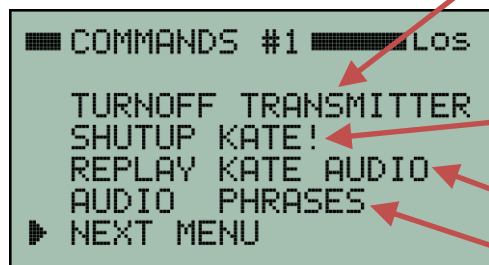 COMMANDS #1 Los
TURNOFF TRANSMITTER
SHUTUP KATE!
REPLAY KATE AUDIO
AUDIO PHRASES
NEXT MENU